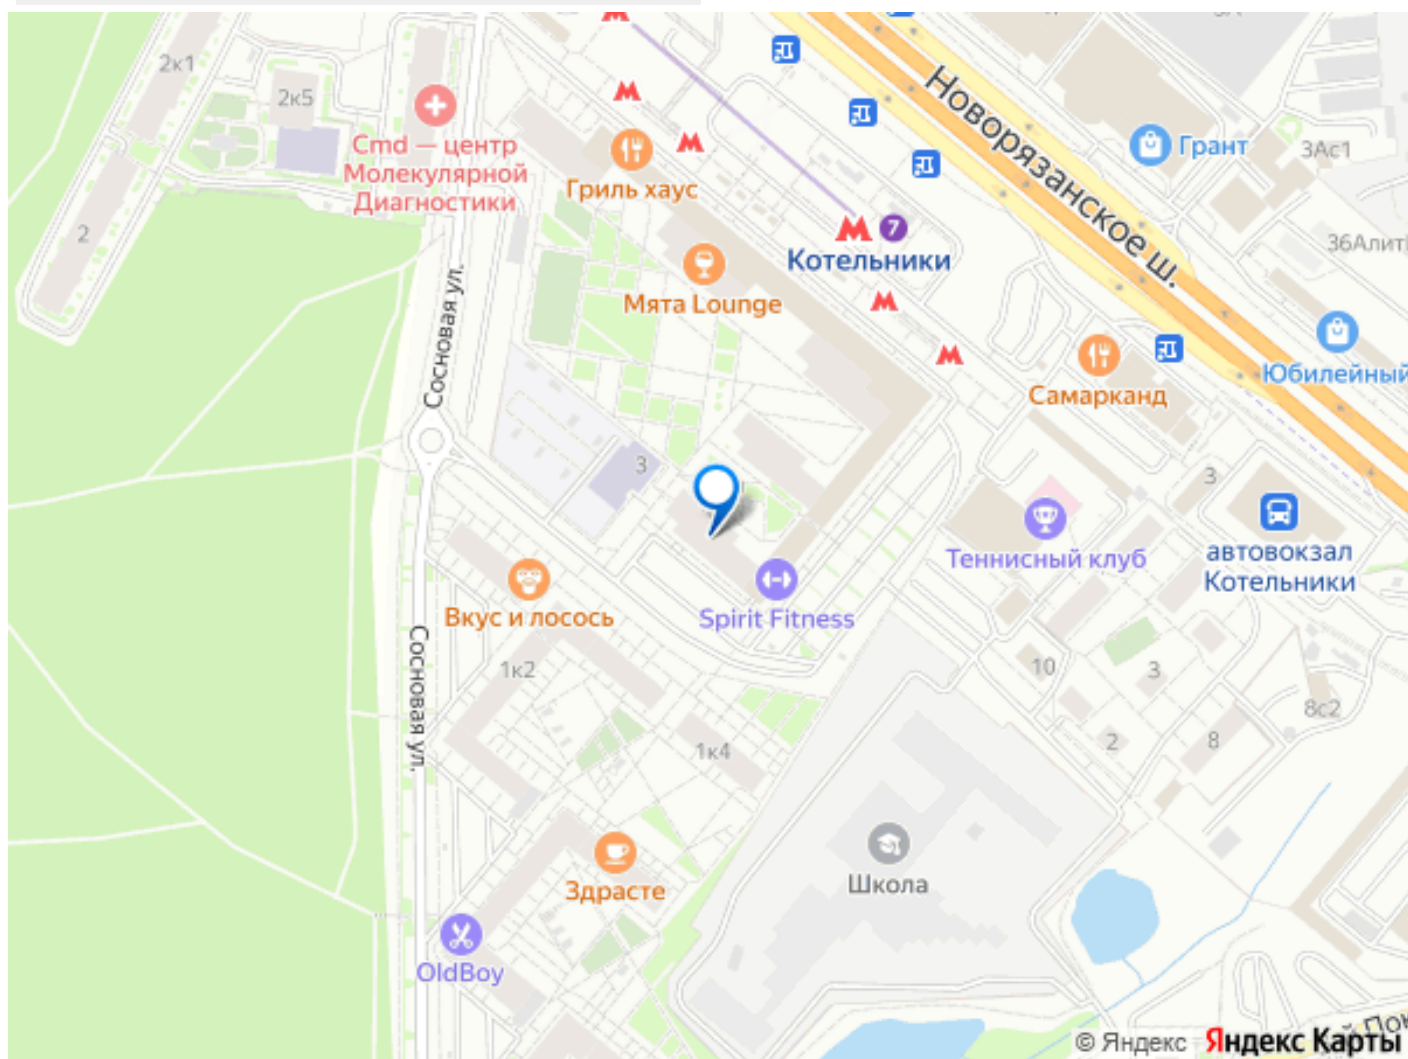 2к1
2к5
Cmd — центр
Молекулярной
Диагностики
2
Гриль хаус
Новорязанское ш.
Грант
3Ас1
7
Котельники
36Алит
Мята Lounge
Сосновая ул.
Самарканд
Юбилейный
3
3
Теннисный клуб
автовокзал
Котельники
Вкус и лосось
Spirit Fitness
Сосновая ул.
1к2
10
3
8с2
1к4
2
8
Школа
Здрасте
OldBoy
© Яндекс Яндекс Карты